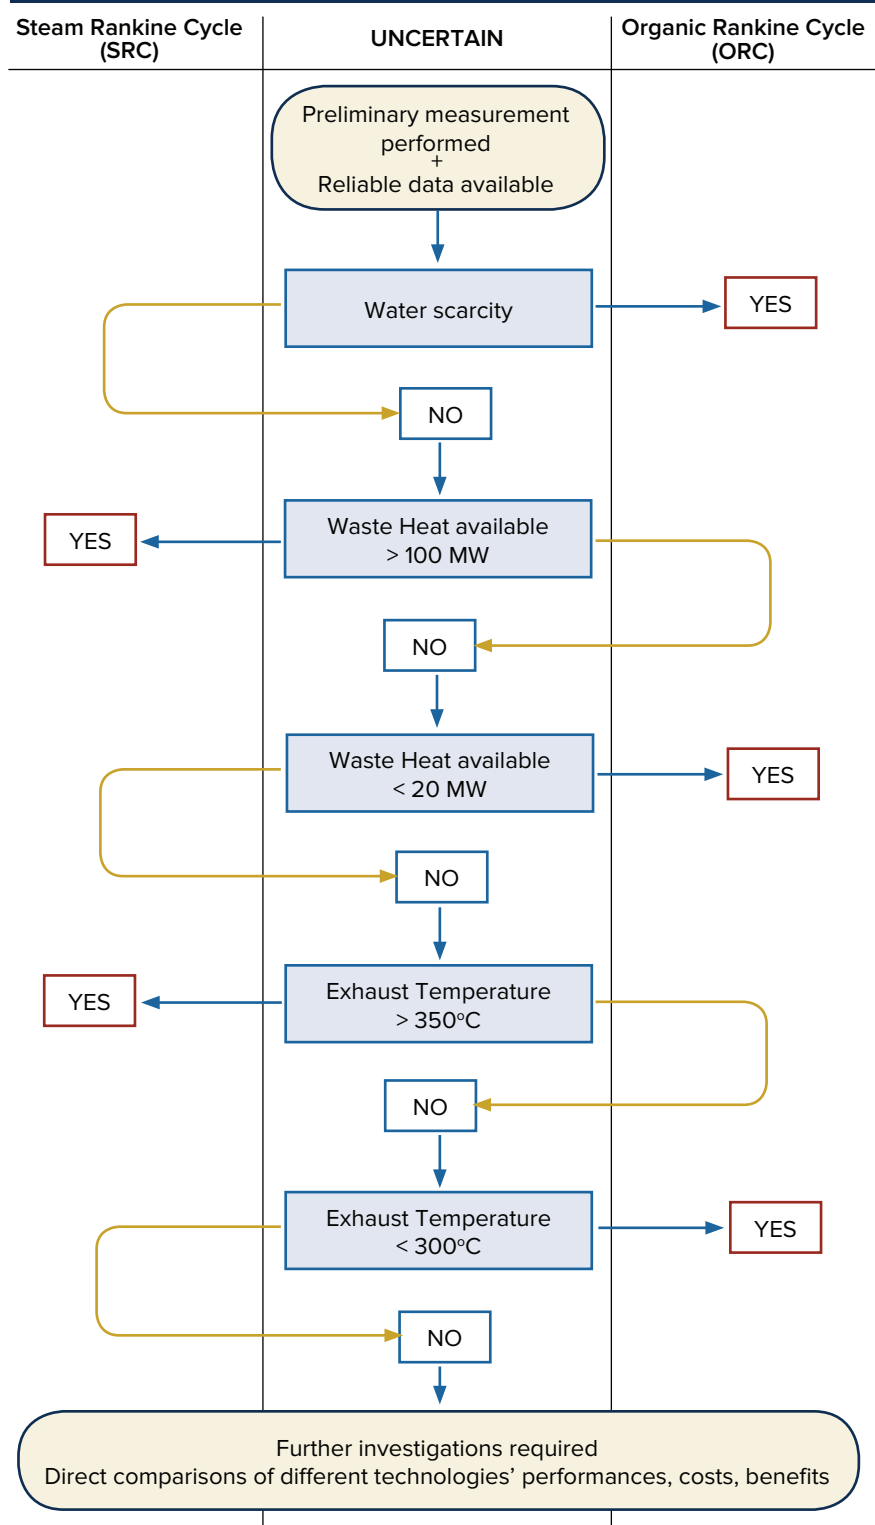 Steam Rankine Cycle
(SRC)
UNCERTAIN
Organic Rankine Cycle
(ORC)
Preliminary measurement
performed
+
Reliable data available
Water scarcity
YES
NO
Waste Heat available
> 100 MW
YES
NO
Waste Heat available
< 20 MW
YES
NO
Exhaust Temperature
> 350°C
YES
NO
Exhaust Temperature
< 300°C
YES
NO
Further investigations required
Direct comparisons of different technologies’ performances, costs, benefits